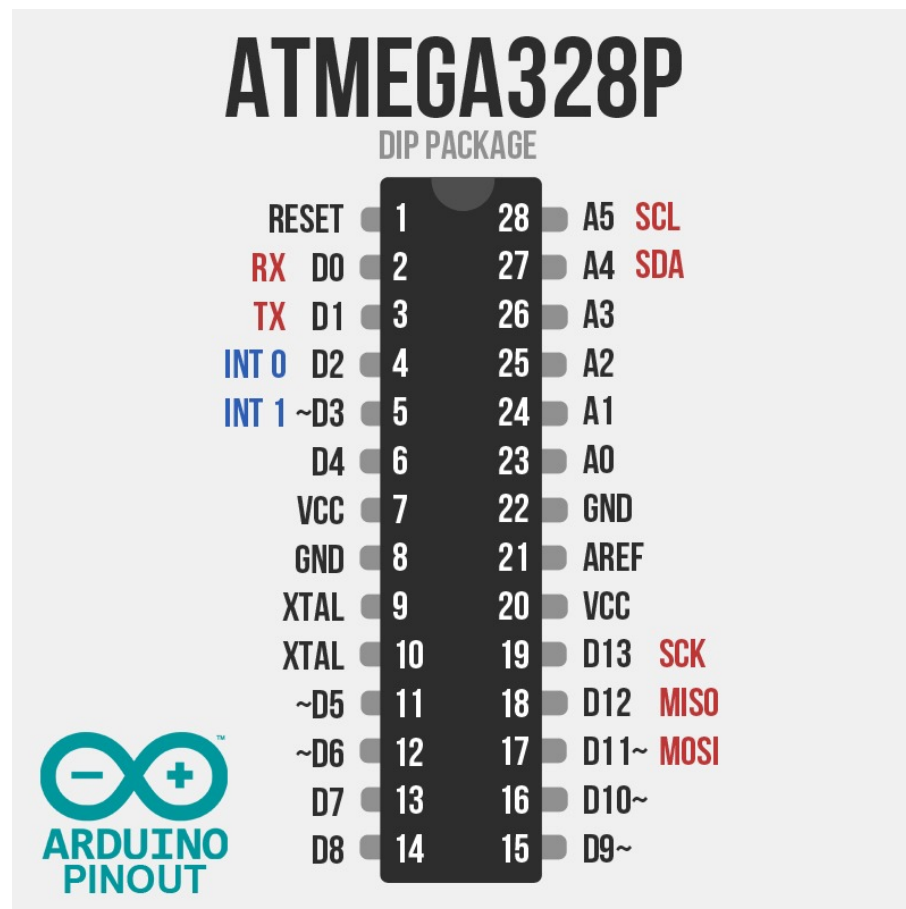 ATMEGA328P
DIP PACKAGE
RESET 1 28 A5 SCL
RX D0 2 27 A4 SDA
TX D1 3 26 A3
INT 0 D2 4 25 A2
INT 1 ~D3 5 24 A1
D4 6 23 A0
VCC 7 22 GND
GND 8 21 AREF
XTAL 9 20 VCC
XTAL 10 19 D13 SCK
~D5 11 18 D12 MISO
~D6 12 17 D11~ MOSI
D7 13 16 D10~
D8 14 15 D9~
TM
ARDUINO
PINOUT